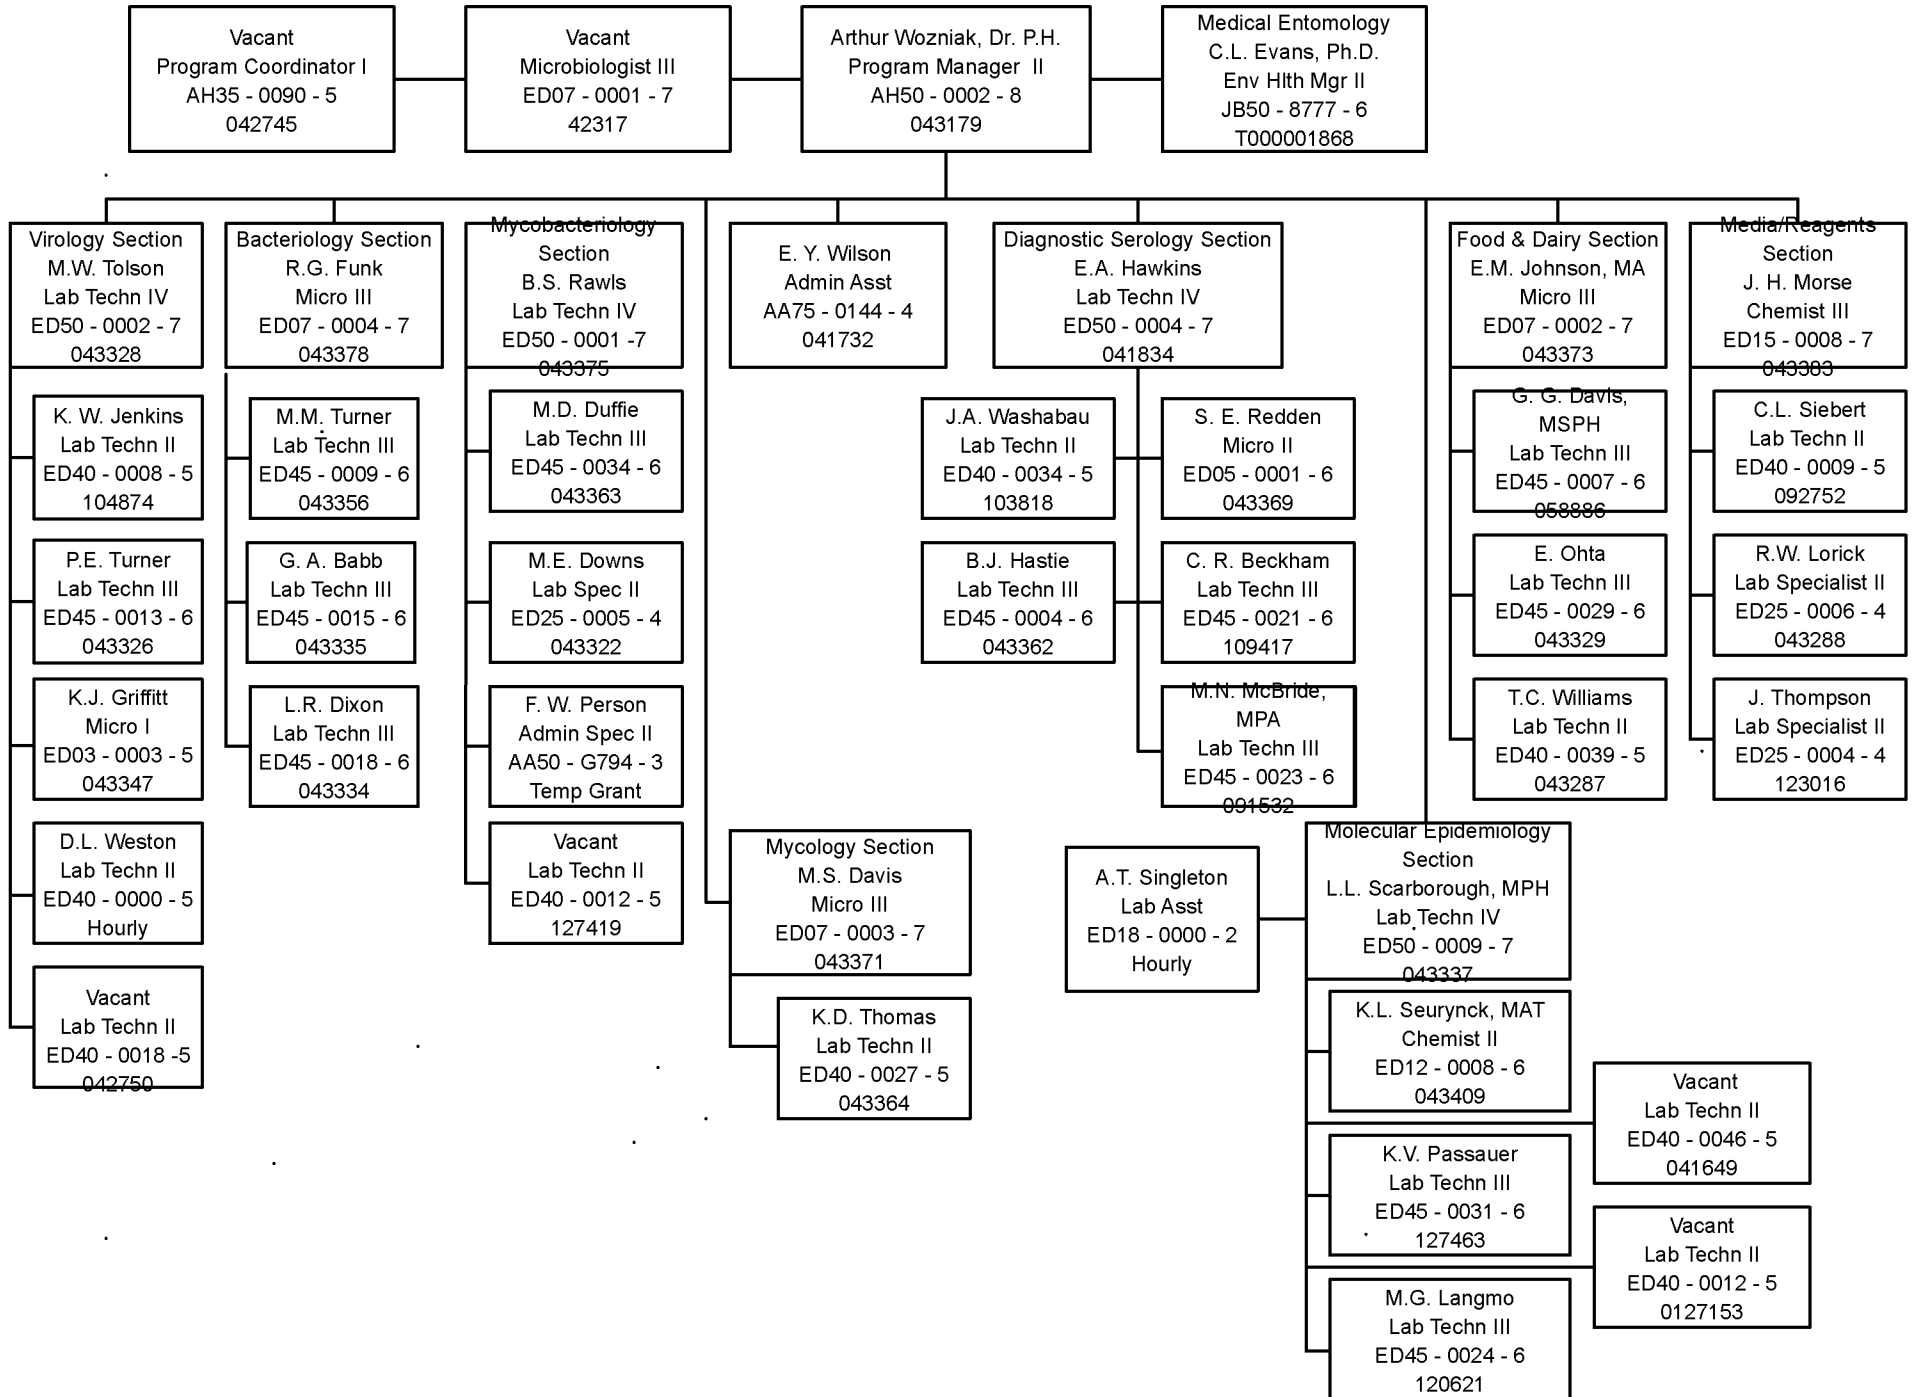 Vacant
Program Coordinator I
AH35 - 0090 - 5
042745
Vacant
Microbiologist III
ED07 - 0001 - 7
42317
Arthur Wozniak, Dr. P.H.
Program Manager II
AH50 - 0002 - 8
043179
Medical Entomology
C.L. Evans, Ph.D.
Env Hlth Mgr II
JB50 - 8777 - 6
T000001868
Virology Section
M.W. Tolson
Lab Techn IV
ED50 - 0002 - 7
043328
Bacteriology Section
R.G. Funk
Micro III
ED07 - 0004 - 7
043378
Mycobacteriology
Section
B.S. Rawls
Lab Techn IV
ED50 - 0001 -7
043375
E. Y. Wilson
Admin Asst
AA75 - 0144 - 4
041732
Diagnostic Serology Section
E.A. Hawkins
Lab Techn IV
ED50 - 0004 - 7
041834
Food & Dairy Section
E.M. Johnson, MA
Micro III
ED07 - 0002 - 7
043373
Media/Reagents
Section
J. H. Morse
Chemist III
ED15 - 0008 - 7
043383
K. W. Jenkins
Lab Techn II
ED40 - 0008 - 5
104874
P.E. Turner
Lab Techn III
ED45 - 0013 - 6
043326
K.J. Griffitt
Micro I
ED03 - 0003 - 5
043347
D.L. Weston
Lab Techn II
ED40 - 0000 - 5
Hourly
Vacant
Lab Techn II
ED40 - 0018 -5
042750
M.M. Turner
Lab Techn III
ED45 - 0009 - 6
043356
G. A. Babb
Lab Techn III
ED45 - 0015 - 6
043335
L.R. Dixon
Lab Techn III
ED45 - 0018 - 6
043334
M.D. Duffie
Lab Techn III
ED45 - 0034 - 6
043363
M.E. Downs
Lab Spec II
ED25 - 0005 - 4
043322
F. W. Person
Admin Spec II
AA50 - G794 - 3
Temp Grant
Vacant
Lab Techn II
ED40 - 0012 - 5
127419
Mycology Section
M.S. Davis
Micro III
ED07 - 0003 - 7
043371
K.D. Thomas
Lab Techn II
ED40 - 0027 - 5
043364
J.A. Washabau
Lab Techn II
ED40 - 0034 - 5
103818
S. E. Redden
Micro II
ED05 - 0001 - 6
043369
B.J. Hastie
Lab Techn III
ED45 - 0004 - 6
043362
C. R. Beckham
Lab Techn III
ED45 - 0021 - 6
109417
M.N. McBride,
MPA
Lab Techn III
ED45 - 0023 - 6
091532
A.T. Singleton
Lab Asst
ED18 - 0000 - 2
Hourly
Molecular Epidemiology
Section
L.L. Scarborough, MPH
Lab Techn IV
ED50 - 0009 - 7
043337
K.L. Seurynck, MAT
Chemist II
ED12 - 0008 - 6
043409
Vacant
Lab Techn II
ED40 - 0046 - 5
041649
K.V. Passauer
Lab Techn III
ED45 - 0031 - 6
127463
Vacant
Lab Techn II
ED40 - 0012 - 5
0127153
M.G. Langmo
Lab Techn III
ED45 - 0024 - 6
120621
G. G. Davis,
MSPH
Lab Techn III
ED45 - 0007 - 6
058886
E. Ohta
Lab Techn III
ED45 - 0029 - 6
043329
T.C. Williams
Lab Techn II
ED40 - 0039 - 5
043287
C.L. Siebert
Lab Techn II
ED40 - 0009 - 5
092752
R.W. Lorick
Lab Specialist II
ED25 - 0006 - 4
043288
J. Thompson
Lab Specialist II
ED25 - 0004 - 4
123016